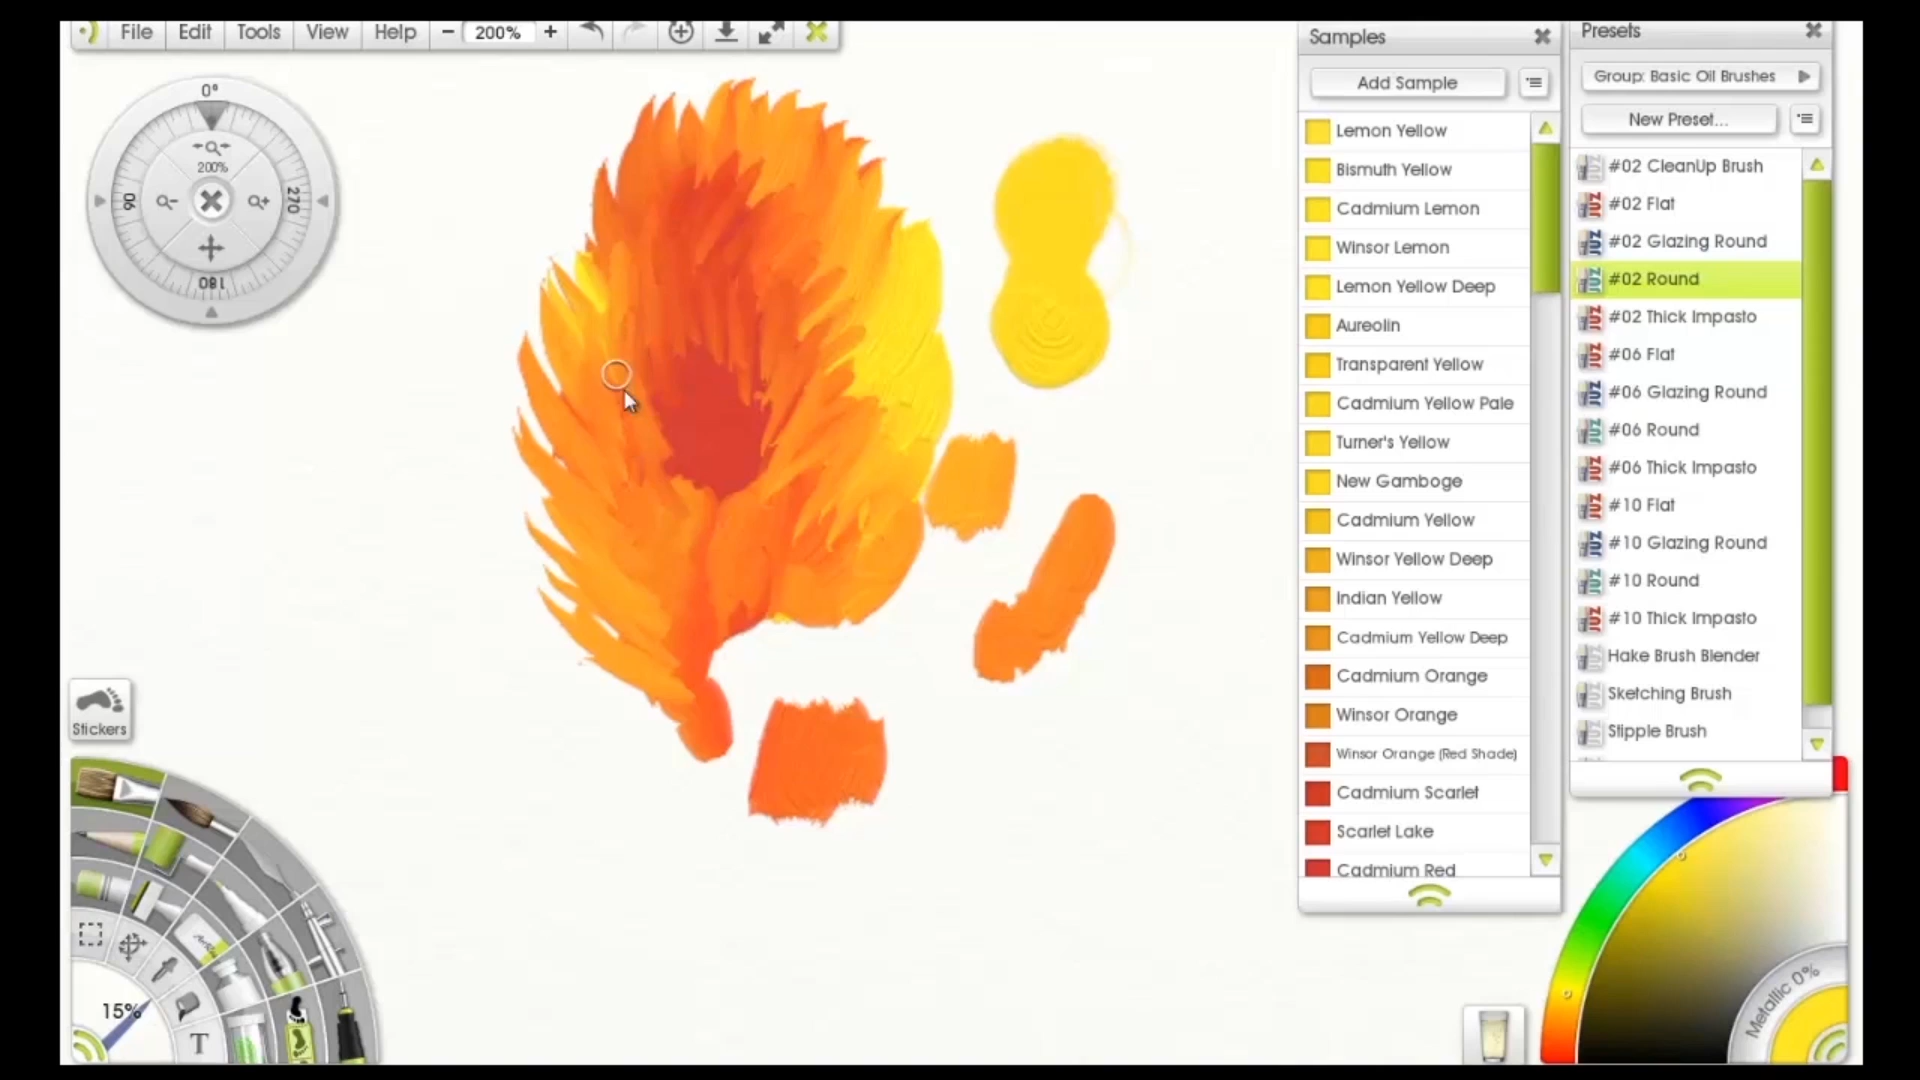 File Edit Tools View Help − 200% +
Samples
Presets
Add Sample
Group: Basic Oil Brushes
New Preset...
Lemon Yellow
Bismuth Yellow
Cadmium Lemon
Winsor Lemon
Lemon Yellow Deep
Aureolin
Transparent Yellow
Cadmium Yellow Pale
Turner's Yellow
New Gamboge
Cadmium Yellow
Winsor Yellow Deep
Indian Yellow
Cadmium Yellow Deep
Cadmium Orange
Winsor Orange
Winsor Orange (Red Shade)
Cadmium Scarlet
Scarlet Lake
Cadmium Red
#02 CleanUp Brush
#02 Flat
#02 Glazing Round
#02 Round
#02 Thick Impasto
#06 Flat
#06 Glazing Round
#06 Round
#06 Thick Impasto
#10 Flat
#10 Glazing Round
#10 Round
#10 Thick Impasto
Hake Brush Blender
Sketching Brush
Stipple Brush
0°
200%
90
270
180
Stickers
15%
T
Metallic 0%